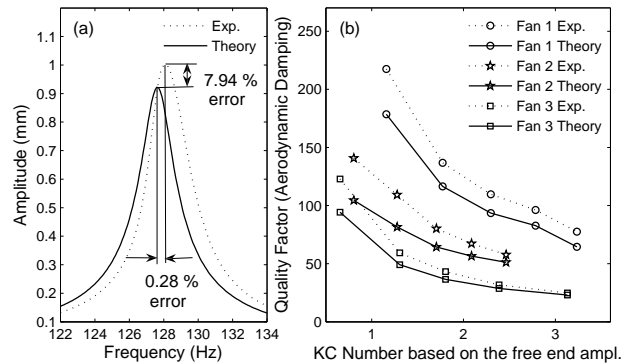 (a)
Exp.
Theory
7.94 %
error
0.28 %
error
Amplitude (mm)
1.1
1
0.9
0.8
0.7
0.6
0.5
0.4
0.3
0.2
0.1
122 124 126 128 130 132 134
Frequency (Hz)
(b)
Fan 1 Exp.
Fan 1 Theory
Fan 2 Exp.
Fan 2 Theory
Fan 3 Exp.
Fan 3 Theory
Quality Factor (Aerodynamic Damping)
250
200
150
100
50
0
1 2 3
KC Number based on the free end ampl.